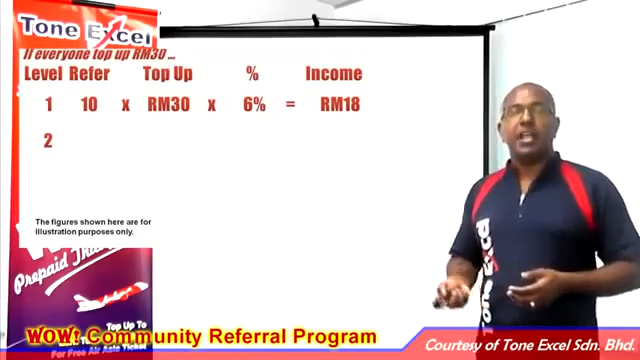 Tone Excel
If everyone top up RM30 ...
Level Refer Top Up % Income
1 10 x RM30 x 6% = RM18
2
The figures shown here are for
illustration purposes only.
Prepaid
Top Up To
For Free Air Asia Ticket
Tone Excel
WOW! Community Referral Program
Courtesy of Tone Excel Sdn. Bhd.